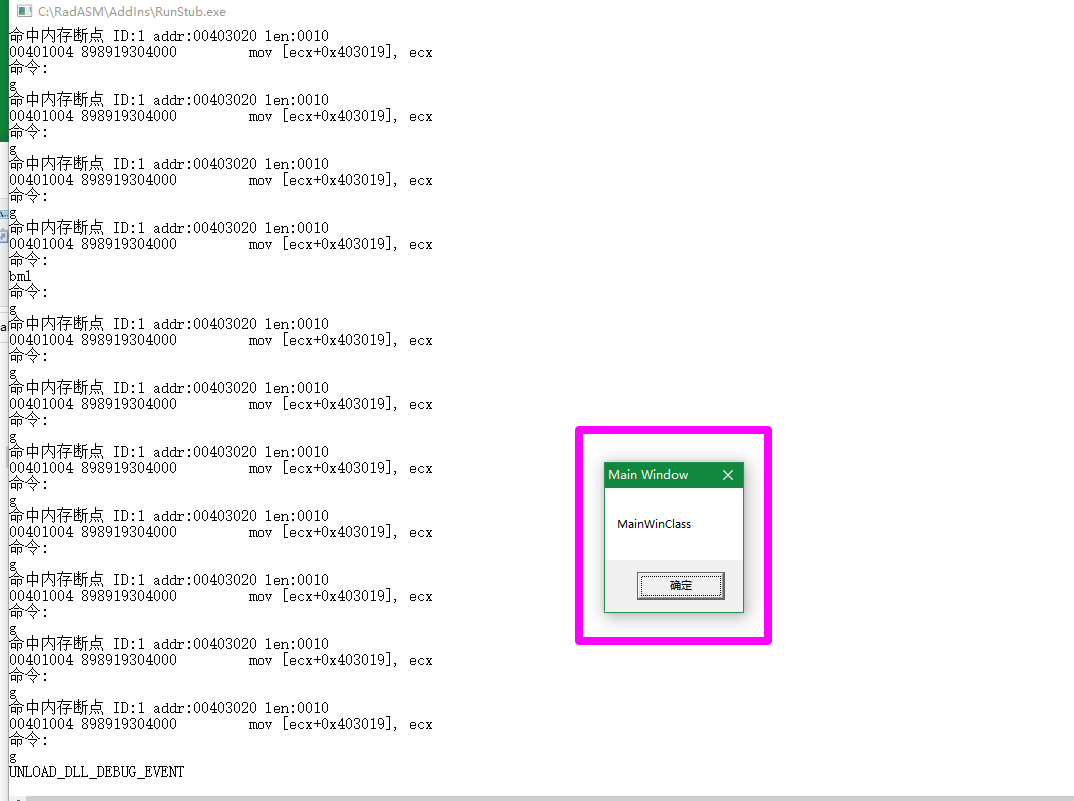 C:\RadASM\AddIns\RunStub.exe
命中内存断点 ID:1 addr:00403020 len:0010
00401004 898919304000 mov [ecx+0x403019], ecx
命令:
g
命中内存断点 ID:1 addr:00403020 len:0010
00401004 898919304000 mov [ecx+0x403019], ecx
命令:
g
命中内存断点 ID:1 addr:00403020 len:0010
00401004 898919304000 mov [ecx+0x403019], ecx
命令:
g
命中内存断点 ID:1 addr:00403020 len:0010
00401004 898919304000 mov [ecx+0x403019], ecx
命令:
bml
命令:
g
命中内存断点 ID:1 addr:00403020 len:0010
00401004 898919304000 mov [ecx+0x403019], ecx
命令:
g
命中内存断点 ID:1 addr:00403020 len:0010
00401004 898919304000 mov [ecx+0x403019], ecx
命令:
g
命中内存断点 ID:1 addr:00403020 len:0010
00401004 898919304000 mov [ecx+0x403019], ecx
命令:
g
命中内存断点 ID:1 addr:00403020 len:0010
00401004 898919304000 mov [ecx+0x403019], ecx
命令:
g
命中内存断点 ID:1 addr:00403020 len:0010
00401004 898919304000 mov [ecx+0x403019], ecx
命令:
g
命中内存断点 ID:1 addr:00403020 len:0010
00401004 898919304000 mov [ecx+0x403019], ecx
命令:
g
命中内存断点 ID:1 addr:00403020 len:0010
00401004 898919304000 mov [ecx+0x403019], ecx
命令:
g
UNLOAD_DLL_DEBUG_EVENT
Main Window
MainWinClass
确定